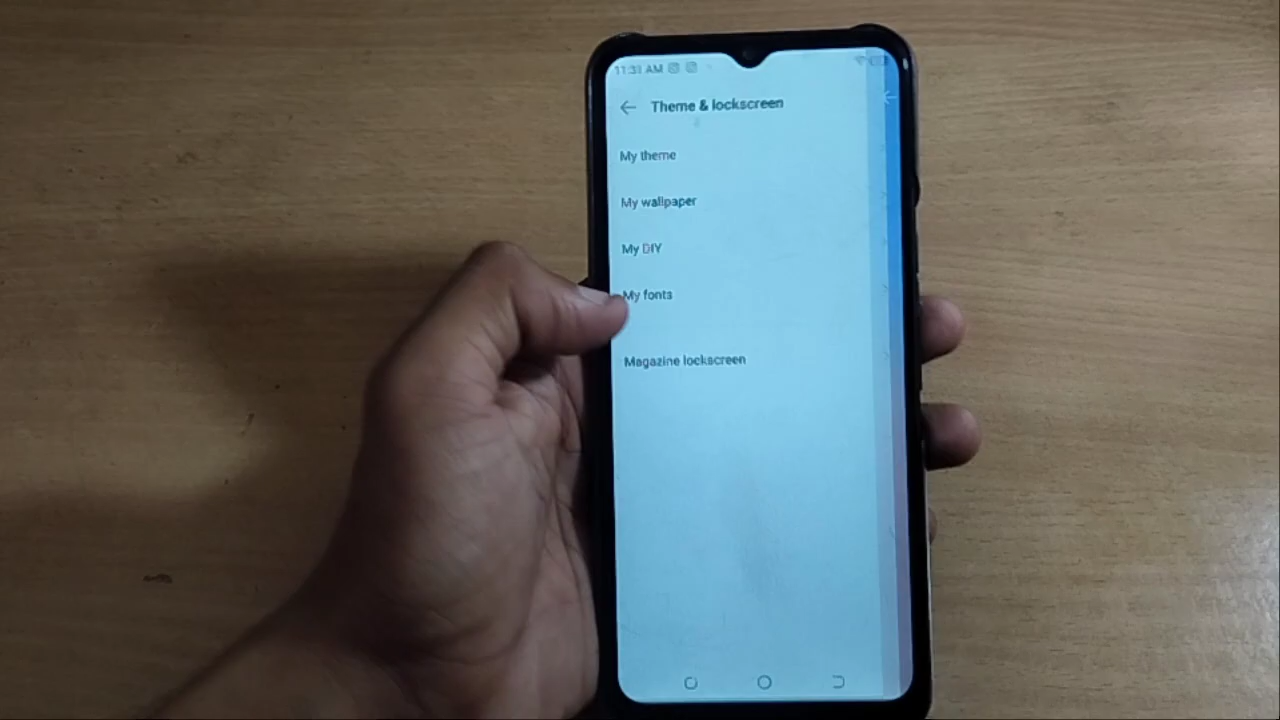 11:31 AM
Theme & lockscreen
My theme
My wallpaper
My DIY
My fonts
Magazine lockscreen